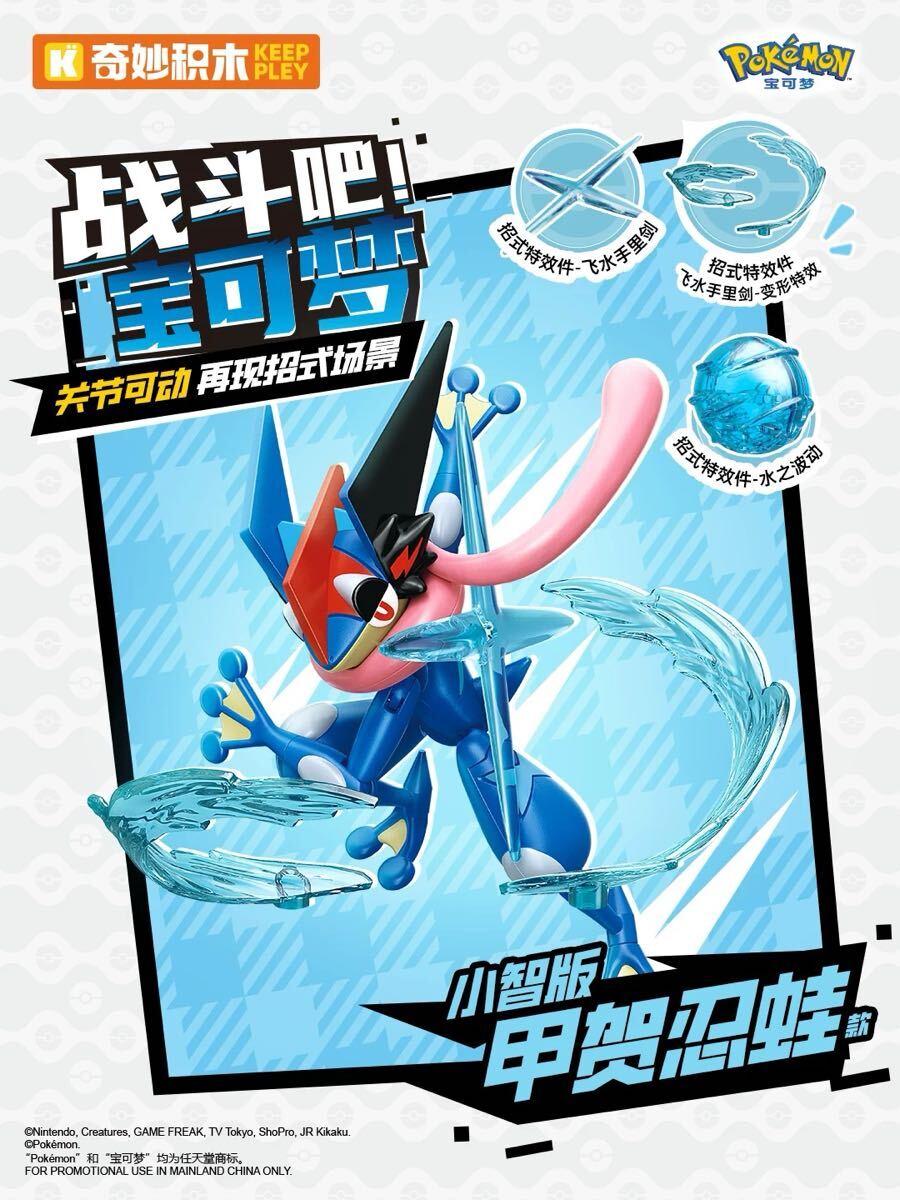 奇妙积木 KEEP PLEY
Pokémon
宝可梦
战斗吧!
宝可梦
关节可动 再现招式场景
招式特效件-飞水手里剑
招式特效件
飞水手里剑-变形特效
招式特效件-水之波动
小智版
甲贺忍蛙款
©Nintendo, Creatures, GAME FREAK, TV Tokyo, ShoPro, JR Kikaku.
©Pokémon.
“Pokémon”和“宝可梦”均为任天堂商标。
FOR PROMOTIONAL USE IN MAINLAND CHINA ONLY.